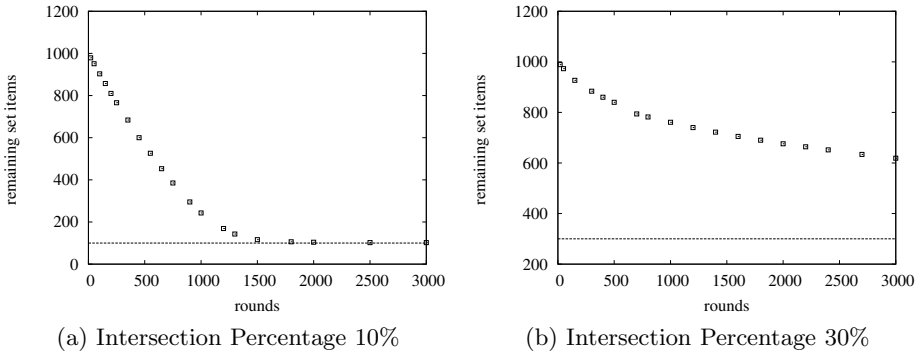 1200
1000
800
600
400
200
0
0 500 1000 1500 2000 2500 3000
remaining set items
rounds
(a) Intersection Percentage 10%
1200
1000
800
600
400
200
0 500 1000 1500 2000 2500 3000
remaining set items
rounds
(b) Intersection Percentage 30%